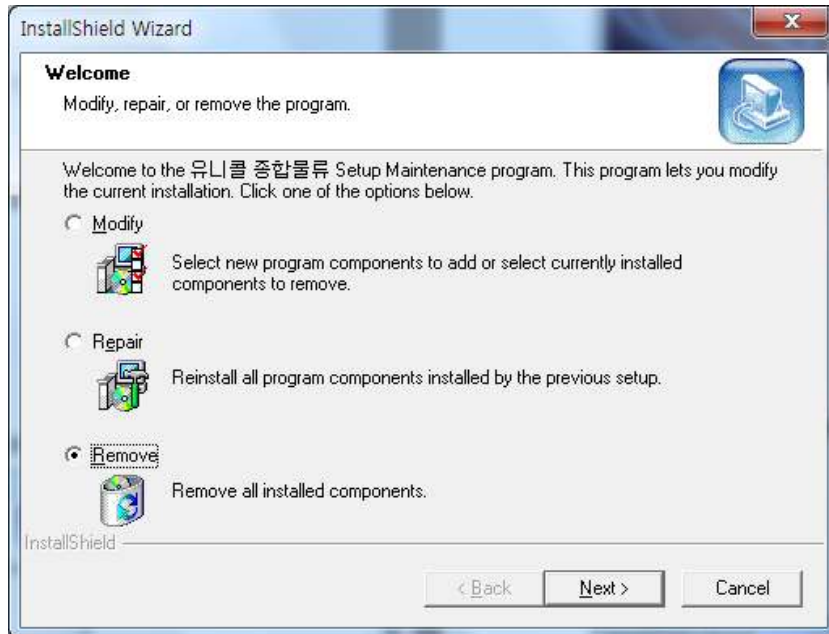 InstallShield Wizard
Welcome
Modify, repair, or remove the program.
Welcome to the 유니콜 종합물류 Setup Maintenance program. This program lets you modify
the current installation. Click one of the options below.
Modify
Select new program components to add or select currently installed
components to remove.
Repair
Reinstall all program components installed by the previous setup.
Remove
Remove all installed components.
InstallShield
< Back Next > Cancel